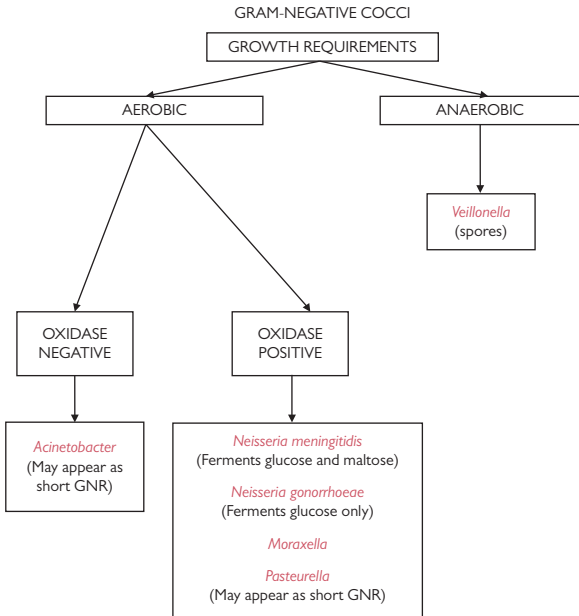 GRAM-NEGATIVE COCCI
GROWTH REQUIREMENTS
AEROBIC
ANAEROBIC
Veillonella
(spores)
OXIDASE
NEGATIVE
OXIDASE
POSITIVE
Acinetobacter
(May appear as
short GNR)
Neisseria meningitidis
(Ferments glucose and maltose)
Neisseria gonorrhoeae
(Ferments glucose only)
Moraxella
Pasteurella
(May appear as short GNR)